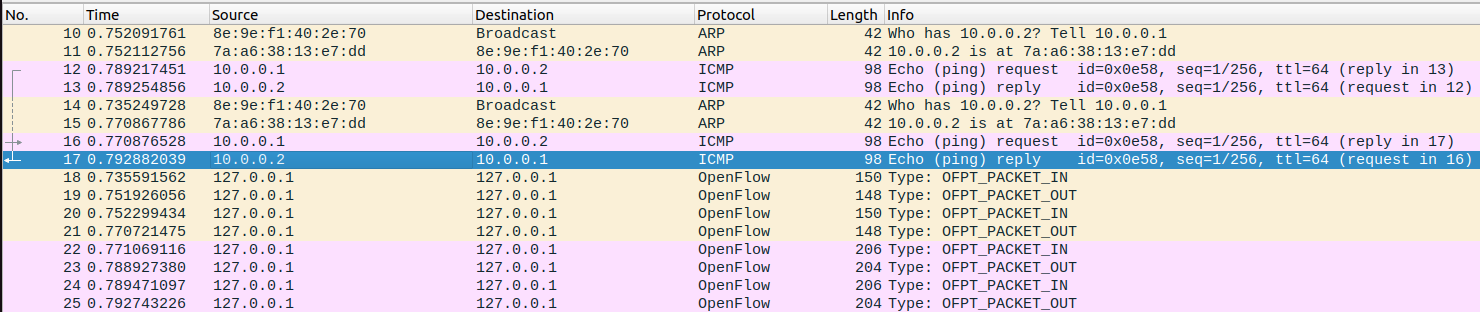 No. Time Source Destination Protocol Length Info
10 0.752091761 8e:9e:f1:40:2e:70 Broadcast ARP 42 Who has 10.0.0.2? Tell 10.0.0.1
11 0.752112756 7a:a6:38:13:e7:dd 8e:9e:f1:40:2e:70 ARP 42 10.0.0.2 is at 7a:a6:38:13:e7:dd
12 0.789217451 10.0.0.1 10.0.0.2 ICMP 98 Echo (ping) request id=0x0e58, seq=1/256, ttl=64 (reply in 13)
13 0.789254856 10.0.0.2 10.0.0.1 ICMP 98 Echo (ping) reply id=0x0e58, seq=1/256, ttl=64 (request in 12)
14 0.735249728 8e:9e:f1:40:2e:70 Broadcast ARP 42 Who has 10.0.0.2? Tell 10.0.0.1
15 0.770867786 7a:a6:38:13:e7:dd 8e:9e:f1:40:2e:70 ARP 42 10.0.0.2 is at 7a:a6:38:13:e7:dd
16 0.770876528 10.0.0.1 10.0.0.2 ICMP 98 Echo (ping) request id=0x0e58, seq=1/256, ttl=64 (reply in 17)
17 0.792882039 10.0.0.2 10.0.0.1 ICMP 98 Echo (ping) reply id=0x0e58, seq=1/256, ttl=64 (request in 16)
18 0.735591562 127.0.0.1 127.0.0.1 OpenFlow 150 Type: OFPT_PACKET_IN
19 0.751926056 127.0.0.1 127.0.0.1 OpenFlow 148 Type: OFPT_PACKET_OUT
20 0.752299434 127.0.0.1 127.0.0.1 OpenFlow 150 Type: OFPT_PACKET_IN
21 0.770721475 127.0.0.1 127.0.0.1 OpenFlow 148 Type: OFPT_PACKET_OUT
22 0.771069116 127.0.0.1 127.0.0.1 OpenFlow 206 Type: OFPT_PACKET_IN
23 0.788927380 127.0.0.1 127.0.0.1 OpenFlow 204 Type: OFPT_PACKET_OUT
24 0.789471097 127.0.0.1 127.0.0.1 OpenFlow 206 Type: OFPT_PACKET_IN
25 0.792743226 127.0.0.1 127.0.0.1 OpenFlow 204 Type: OFPT_PACKET_OUT